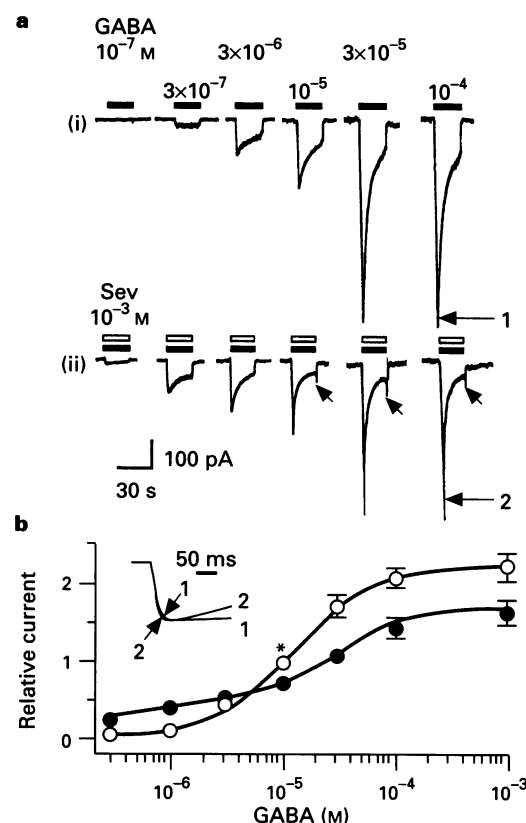 a
GABA
10⁻⁷ M
3×10⁻⁷
3×10⁻⁶
10⁻⁵
3×10⁻⁵
10⁻⁴
(i)
1
Sev
10⁻³ M
(ii)
2
100 pA
30 s
b
50 ms
1
2
2
1
*
Relative current
2
1
0
10⁻⁶
10⁻⁵
10⁻⁴
10⁻³
GABA (M)